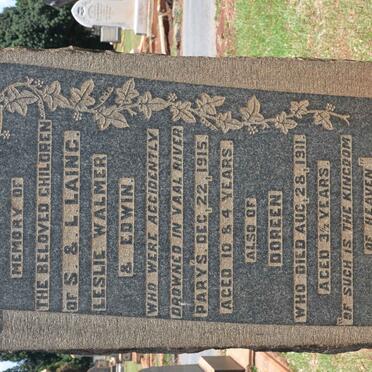 MEMORY OF
THE BELOVED CHILDREN
OF S. & L. LAING.
LESLIE WALMER
& EDWIN
WHO WERE ACCIDENTLY
DROWNED IN VAAL RIVER
PARYS. DEC, 22, 1915.
AGED 10 & 4 YEARS.
ALSO OF
DOREEN
WHO DIED AUG, 28, 1911.
AGED 3½ YEARS.
"OF SUCH IS THE KINGDOM
OF HEAVEN